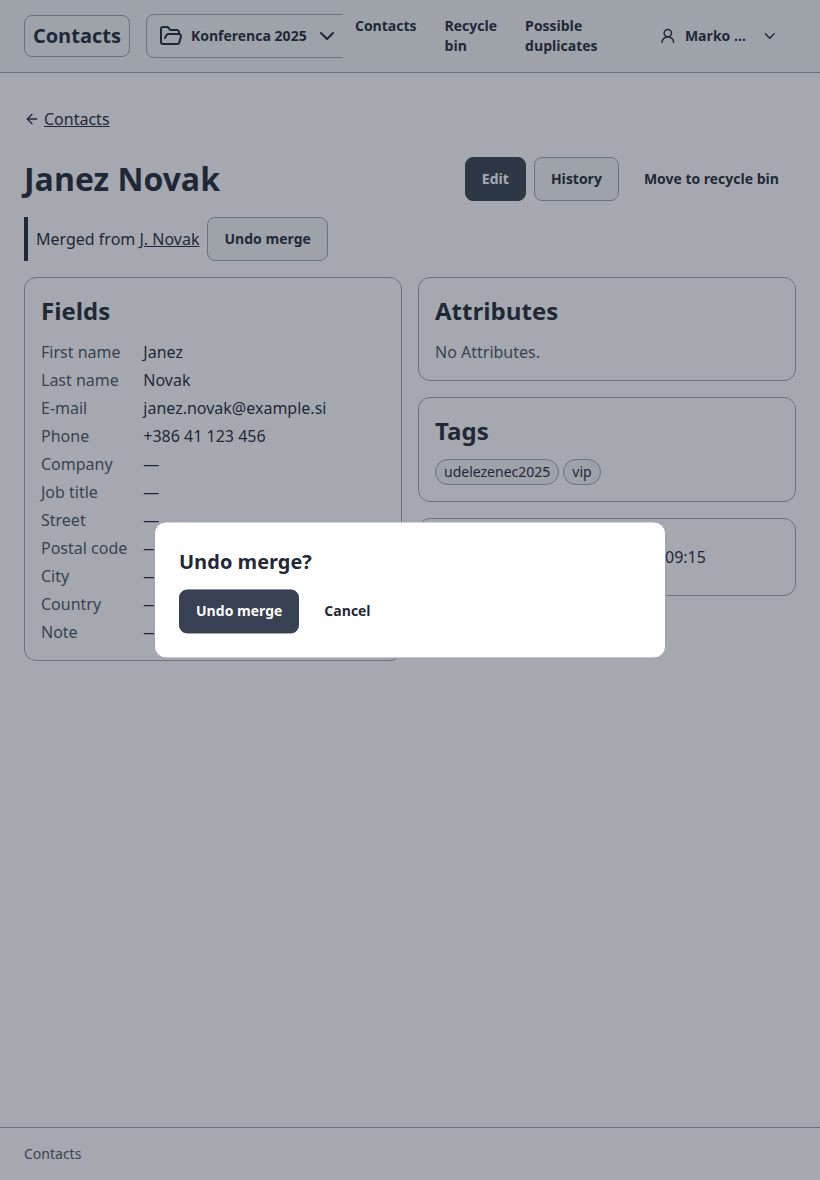 Contacts
Konferenca 2025
Contacts
Recycle bin
Possible duplicates
Marko ...
Contacts
Janez Novak
Edit
History
Move to recycle bin
Merged from J. Novak
Undo merge
Fields
First name Janez
Last name Novak
E-mail janez.novak@example.si
Phone +386 41 123 456
Company —
Job title —
Street —
Postal code —
City —
Country —
Note —
Attributes
No Attributes.
Tags
udelezenec2025 vip
09:15
Undo merge?
Undo merge
Cancel
Contacts